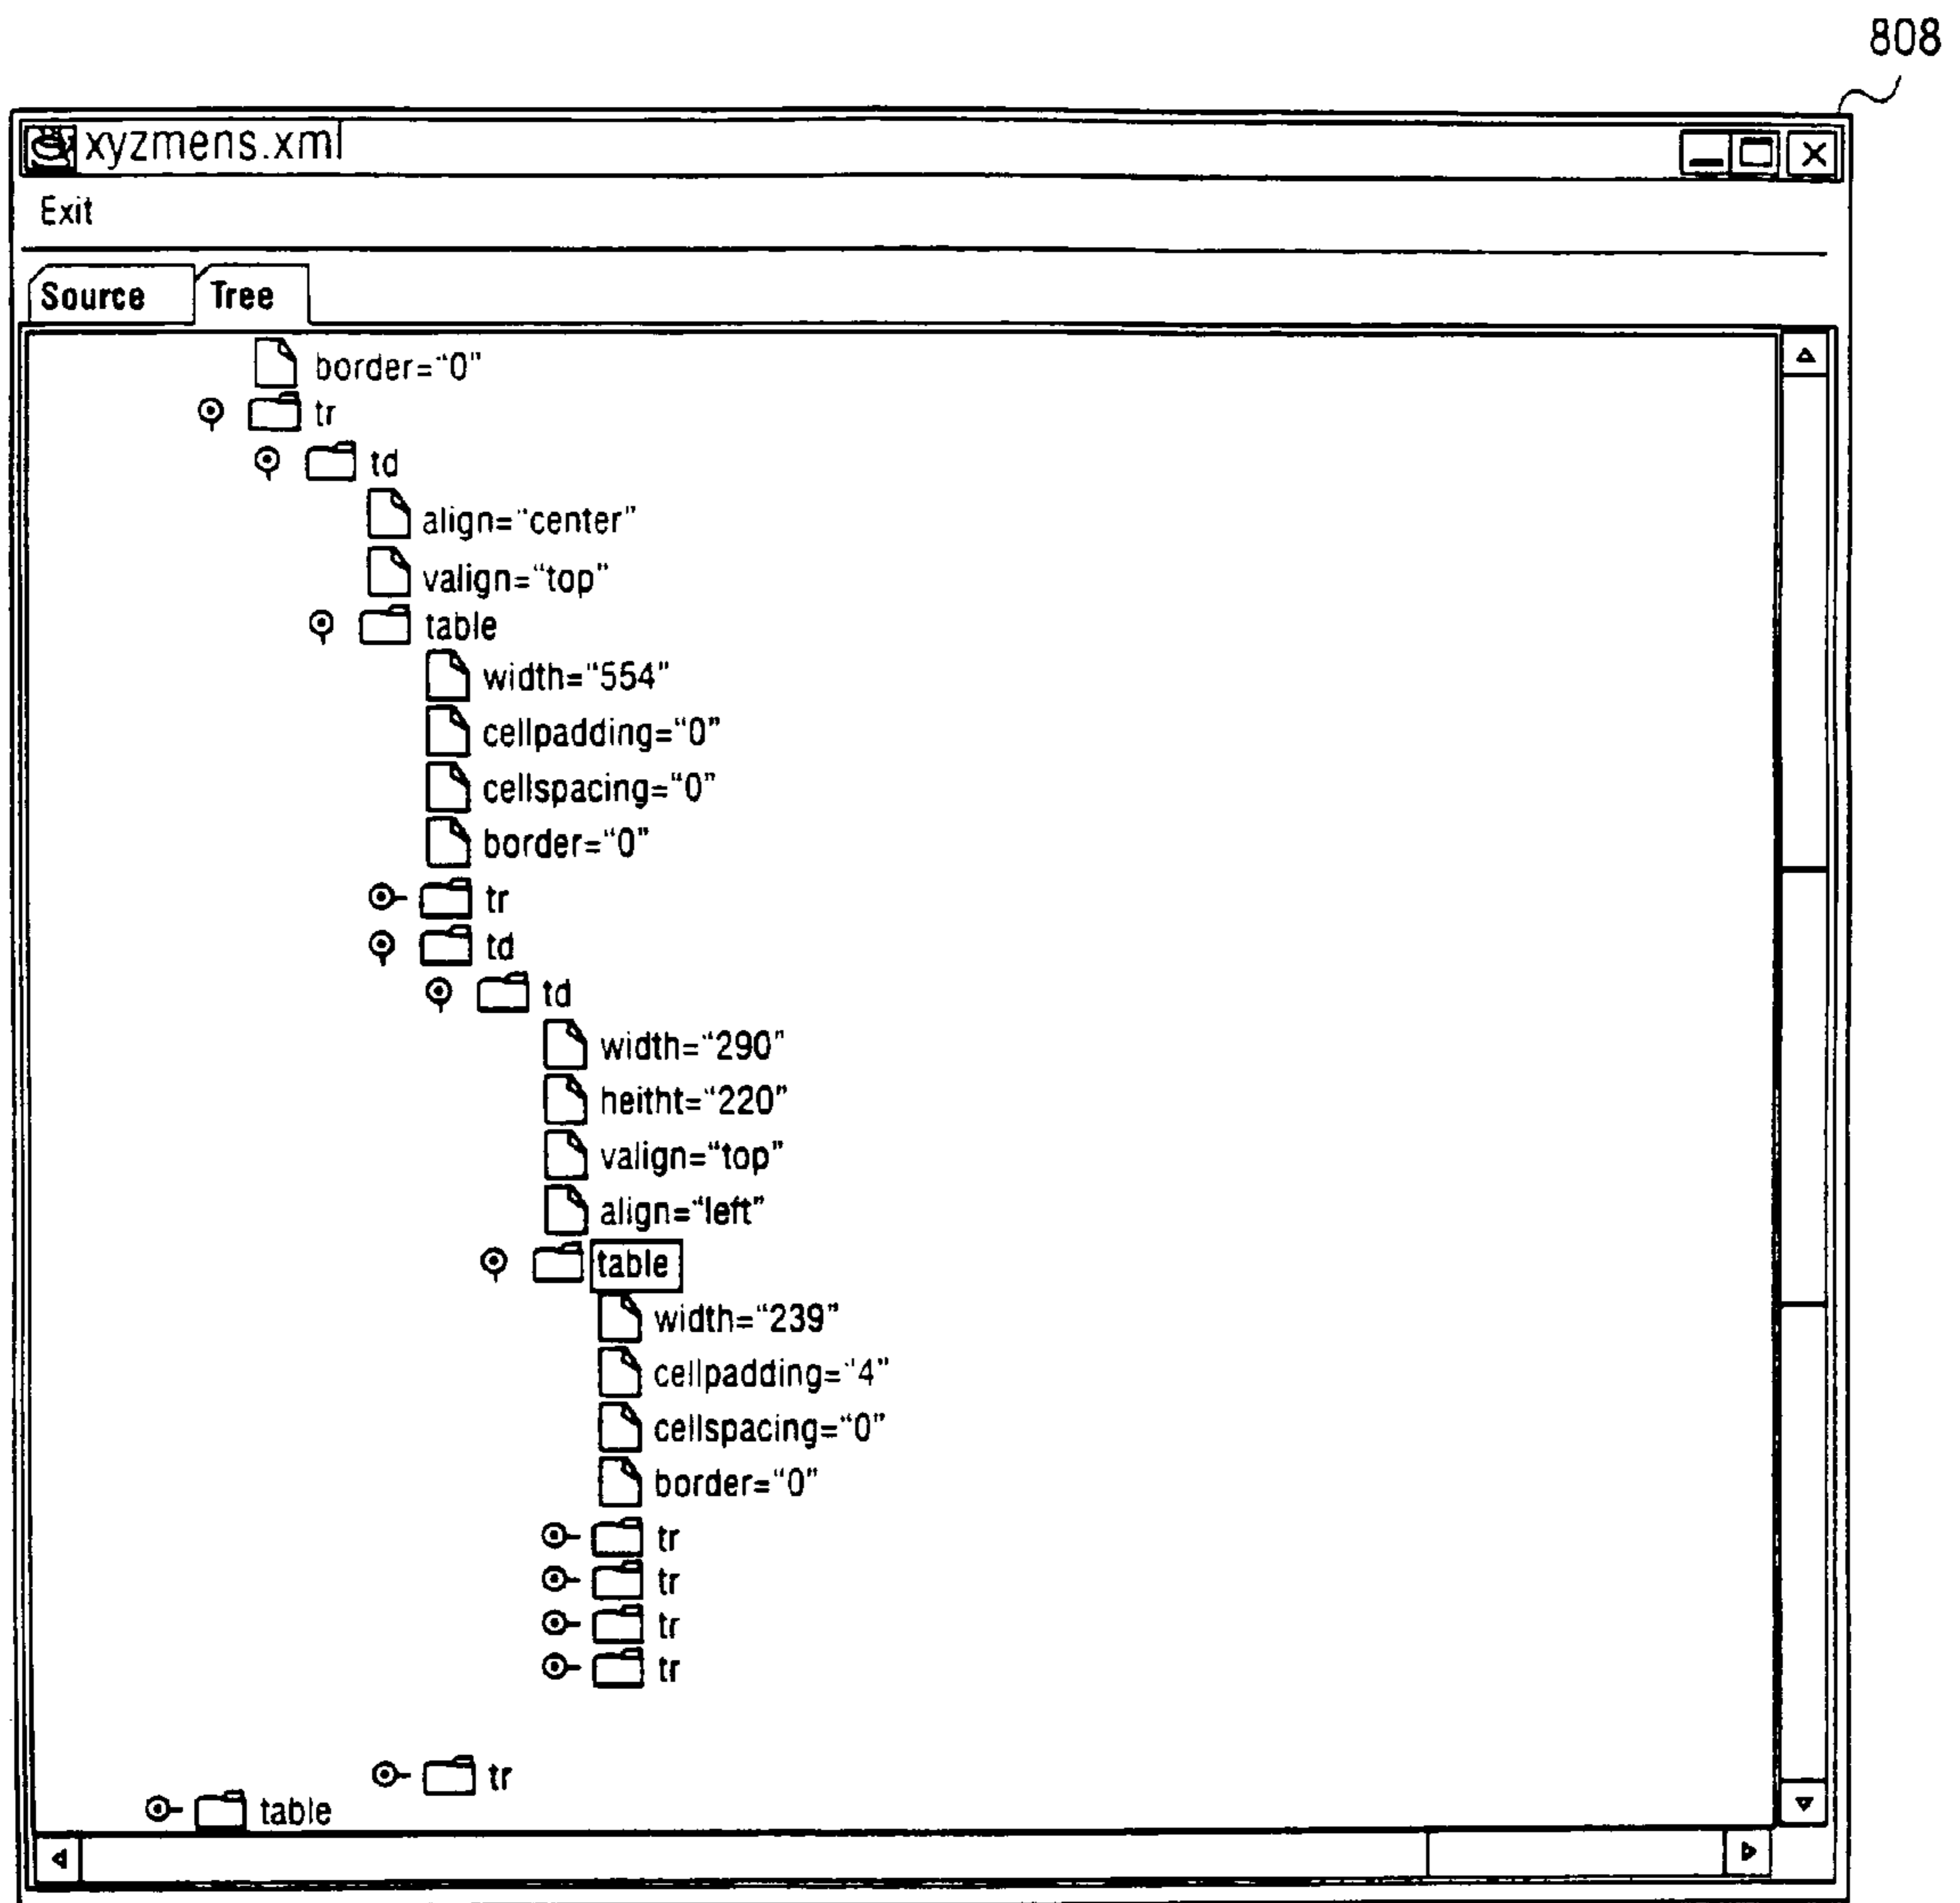 808
xyzmens.xml
Exit
Source Tree
border="0"
tr
td
align="center"
valign="top"
table
width="554"
cellpadding="0"
cellspacing="0"
border="0"
tr
td
td
width="290"
heitht="220"
valign="top"
align="left"
table
width="239"
cellpadding="4"
cellspacing="0"
border="0"
tr
tr
tr
tr
tr
table